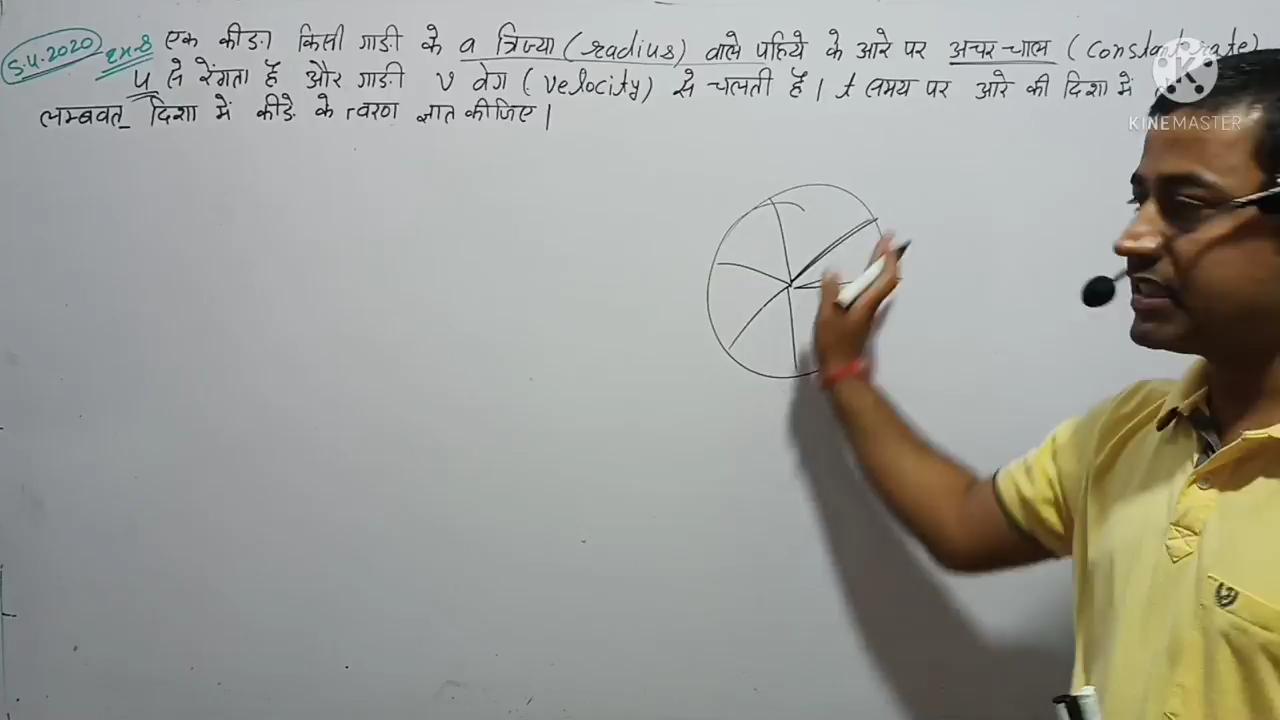 S.U.2020 Ex-8 एक कीङा किसी गाङी के a त्रिज्या (radius) वाले पहिये के आरे पर अचर चाल (Constant rate)
u से रेंगता है और गाङी v वेग (Velocity) से चलती है। t समय पर आरे की दिशा में
लम्बवत् दिशा में कीङे के त्वरण ज्ञात कीजिए।
KINEMASTER